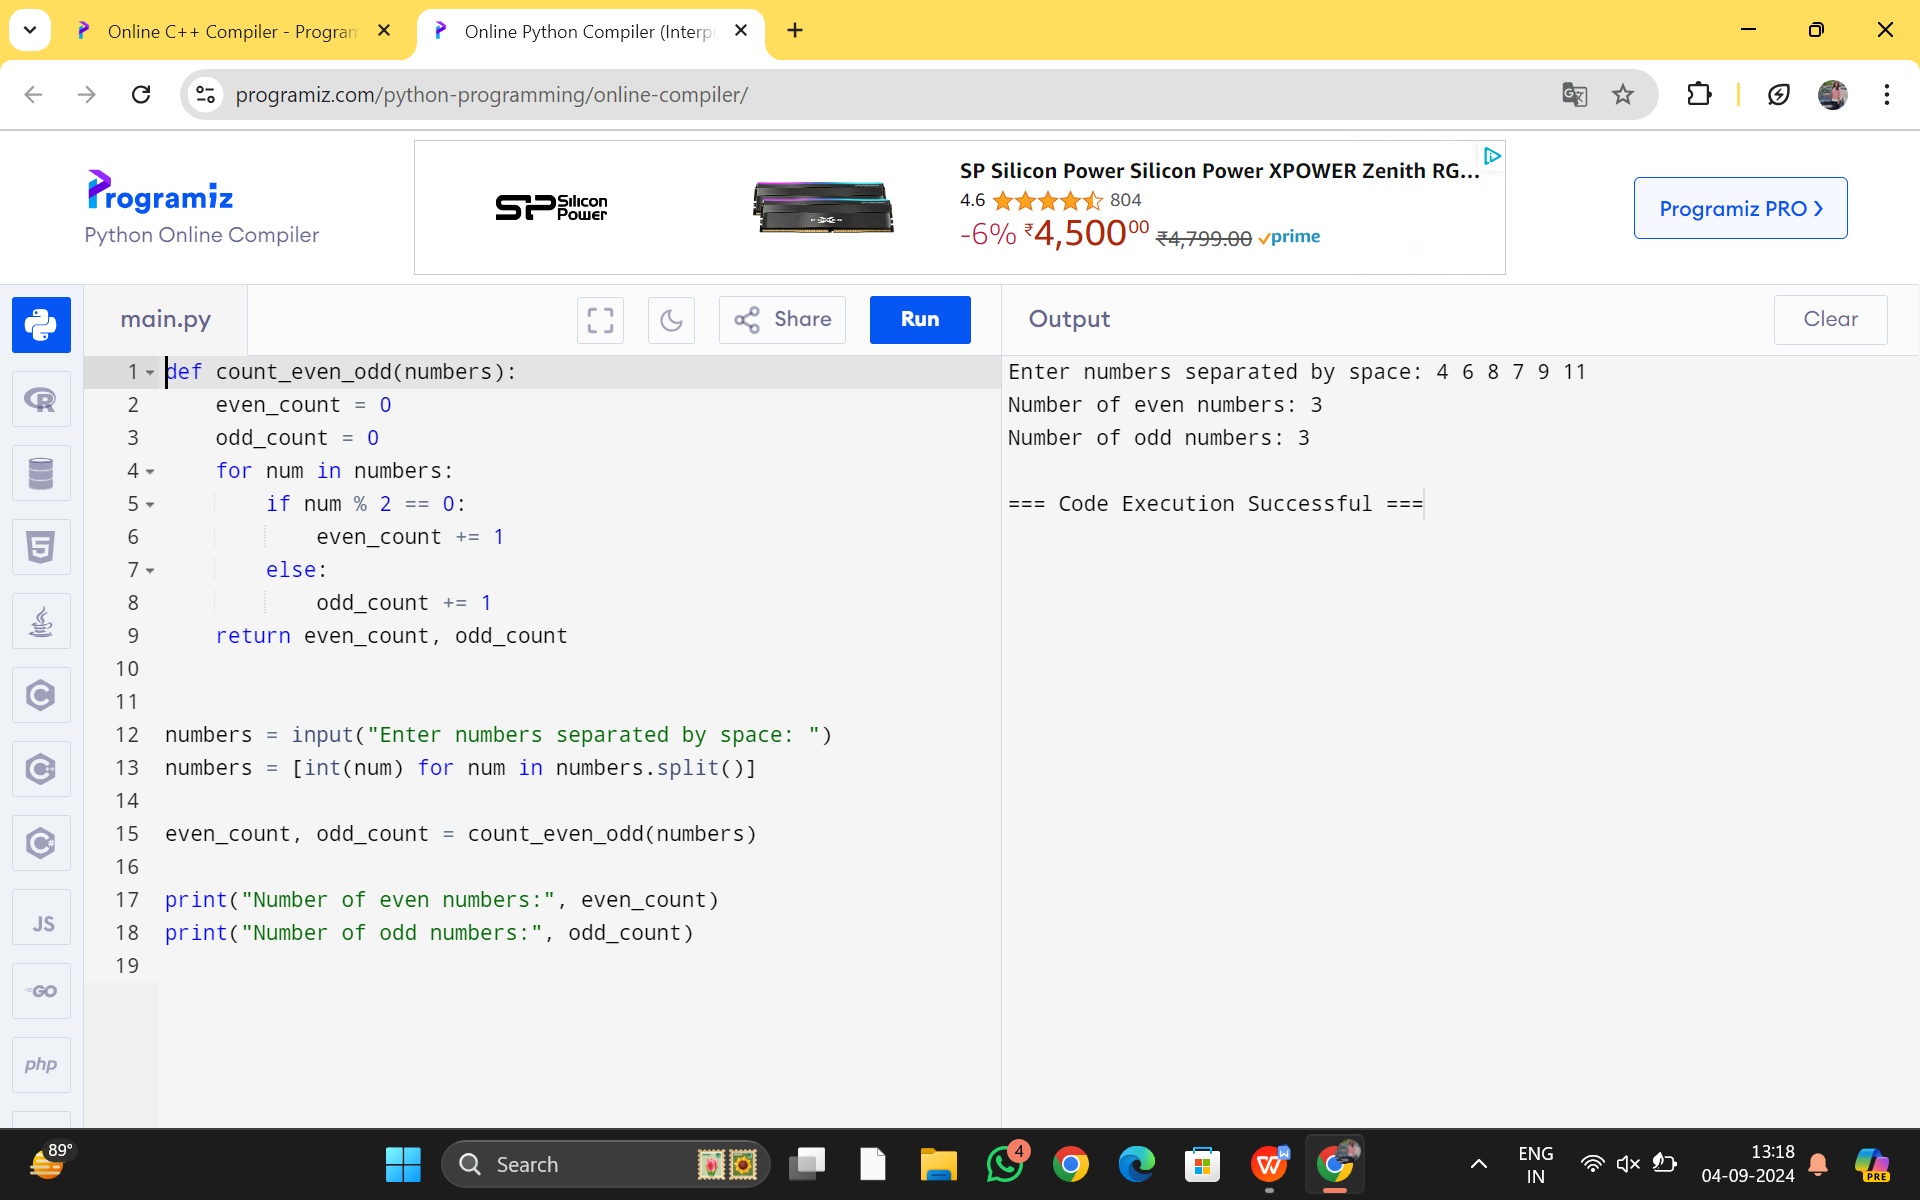 Online C++ Compiler - Program
Online Python Compiler (Interp
programiz.com/python-programming/online-compiler/
Programiz
Python Online Compiler
SP Silicon Power
SP Silicon Power Silicon Power XPOWER Zenith RG...
4.6 804
-6% ₹4,50000 ₹4,799.00 prime
Programiz PRO ›
main.py
Share
Run
Output
Clear
1 def count_even_odd(numbers):
2     even_count = 0
3     odd_count = 0
4     for num in numbers:
5         if num % 2 == 0:
6             even_count += 1
7         else:
8             odd_count += 1
9     return even_count, odd_count
10
11
12 numbers = input("Enter numbers separated by space: ")
13 numbers = [int(num) for num in numbers.split()]
14
15 even_count, odd_count = count_even_odd(numbers)
16
17 print("Number of even numbers:", even_count)
18 print("Number of odd numbers:", odd_count)
19
Enter numbers separated by space: 4 6 8 7 9 11
Number of even numbers: 3
Number of odd numbers: 3
=== Code Execution Successful ===
R
5
C
C
C#
JS
GO
php
89°
Search
4
W
W
ENG
IN
13:18
04-09-2024
PRE